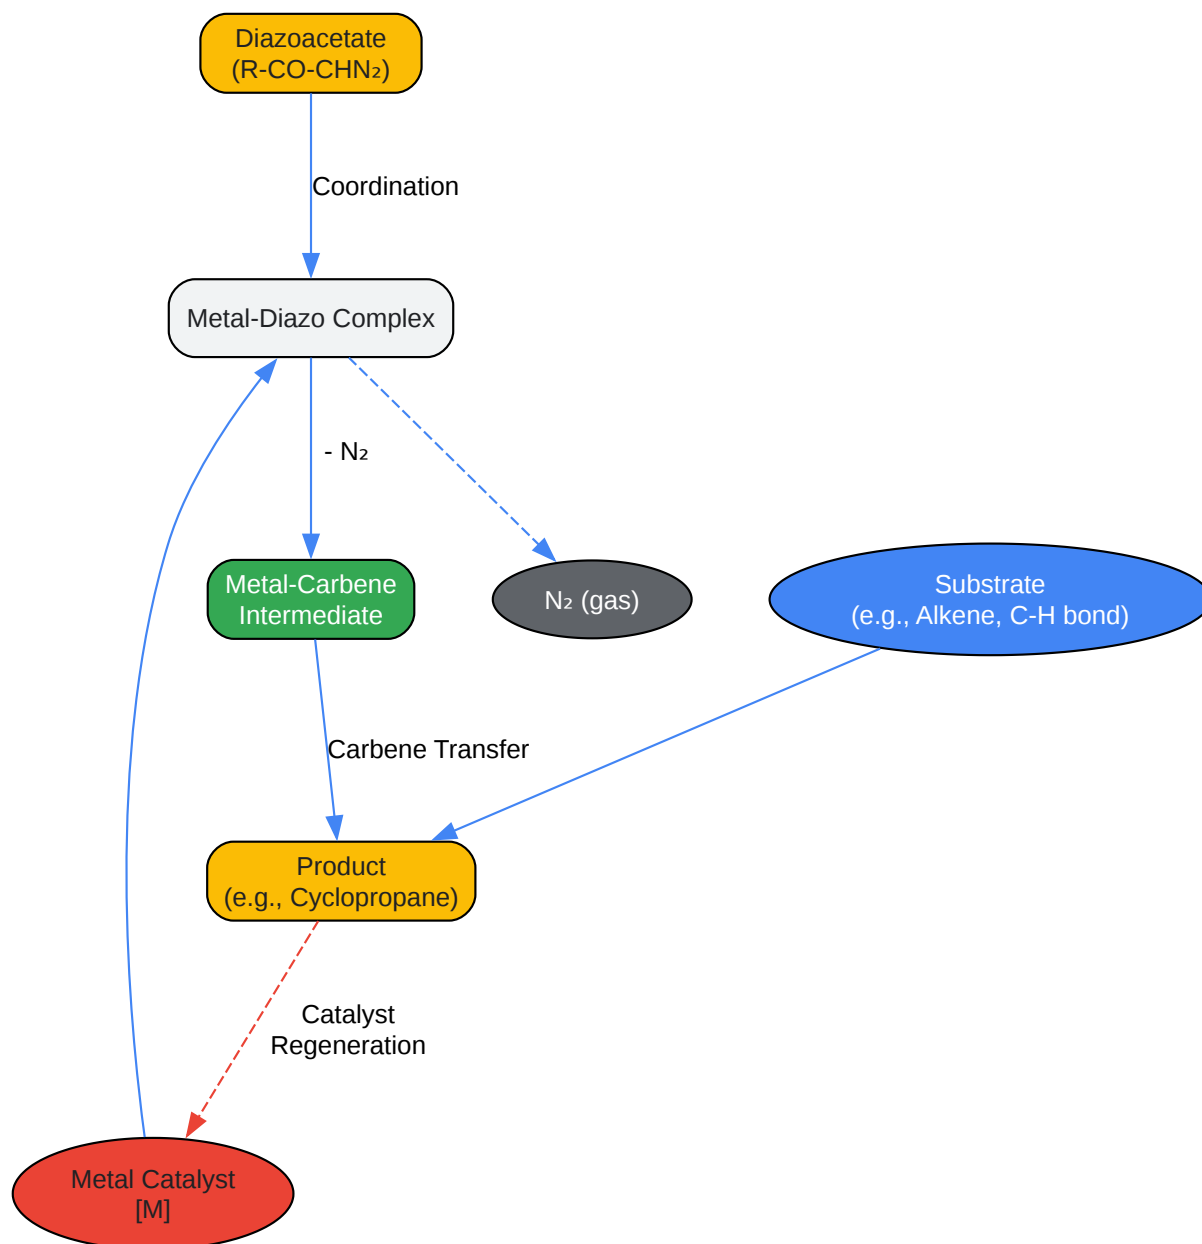 Diazoacetate
(R-CO-CHN₂)
Coordination
Metal-Diazo Complex
- N₂
Metal-Carbene
Intermediate
N₂ (gas)
Substrate
(e.g., Alkene, C-H bond)
Carbene Transfer
Product
(e.g., Cyclopropane)
Catalyst
Regeneration
Metal Catalyst
[M]